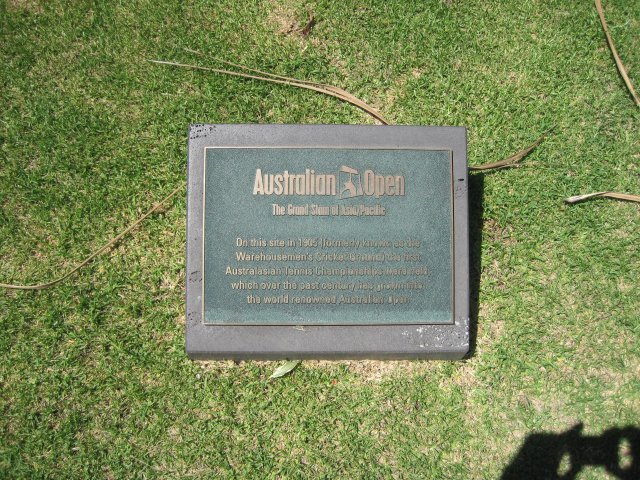 Australian Open
The Grand Slam of Asia/Pacific
On this site in 1905 (formerly known as the
Warehousemen's Cricket Ground) the first
Australasian Tennis Championships were held,
which over the past century has grown into
the world renowned Australian Open.